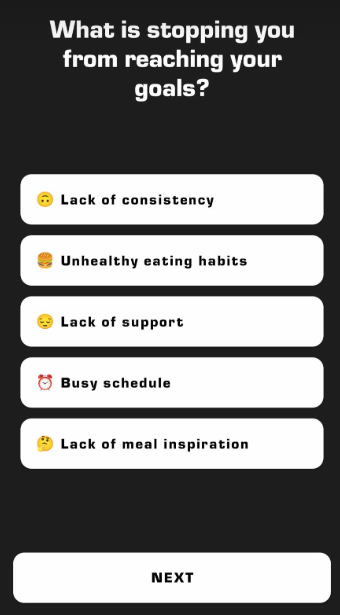 What is stopping you
from reaching your
goals?
🙃 Lack of consistency
🍔 Unhealthy eating habits
😔 Lack of support
⏰ Busy schedule
🤔 Lack of meal inspiration
NEXT